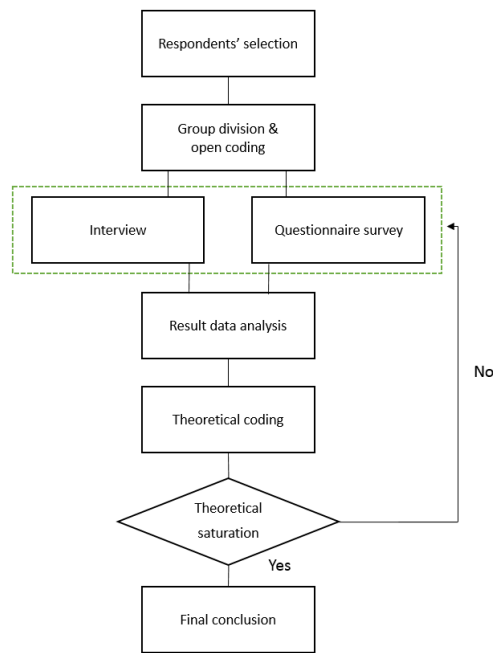 Respondents’ selection
Group division &
open coding
Interview
Questionnaire survey
Result data analysis
No
Theoretical coding
Theoretical
saturation
Yes
Final conclusion